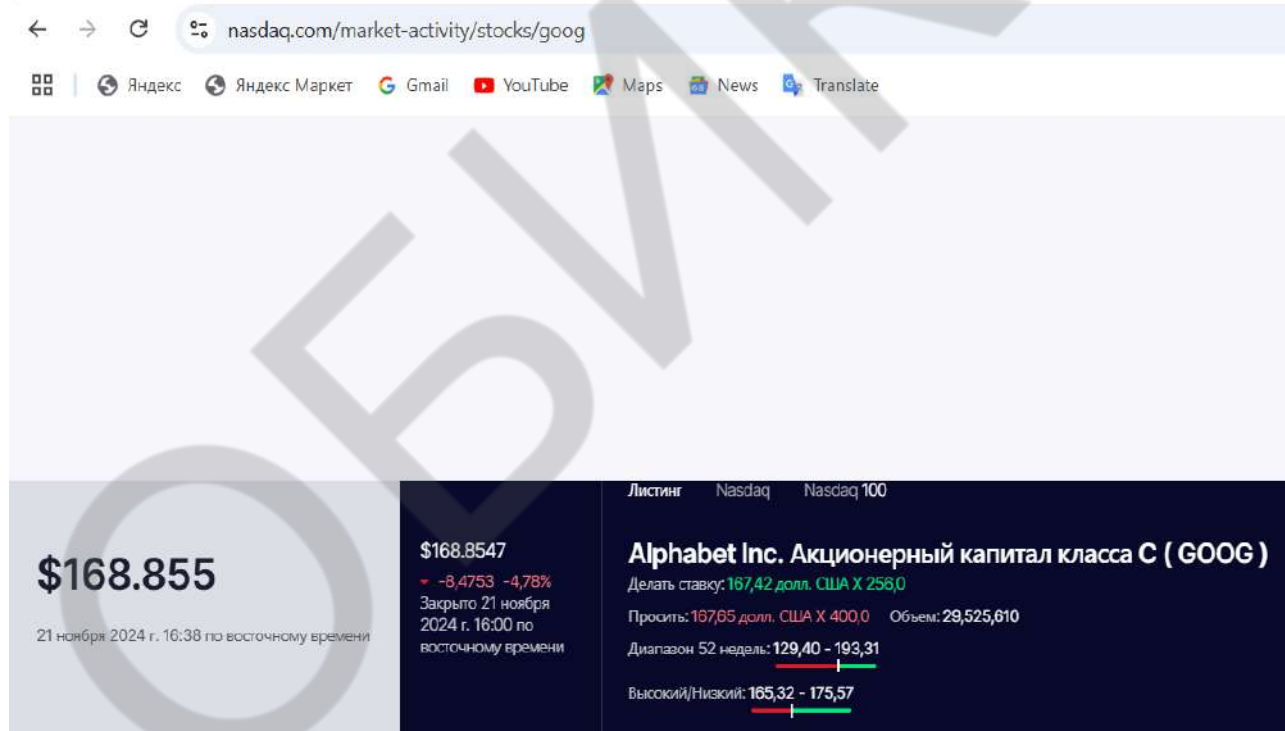 nasdaq.com/market-activity/stocks/goog
Яндекс Яндекс Маркет Gmail YouTube Maps News Translate
ОБИ
Листинг Nasdaq Nasdaq 100
$168.855
21 ноября 2024 г. 16:38 по восточному времени
$168.8547
-8,4753 -4,78%
Закрыто 21 ноября
2024 г. 16:00 по
восточному времени
Alphabet Inc. Акционерный капитал класса C ( GOOG )
Делать ставку: 167,42 долл. США X 256,0
Просить: 167,65 долл. США X 400,0 Объем: 29,525,610
Диапазон 52 недель: 129,40 - 193,31
Высокий/Низкий: 165,32 - 175,57